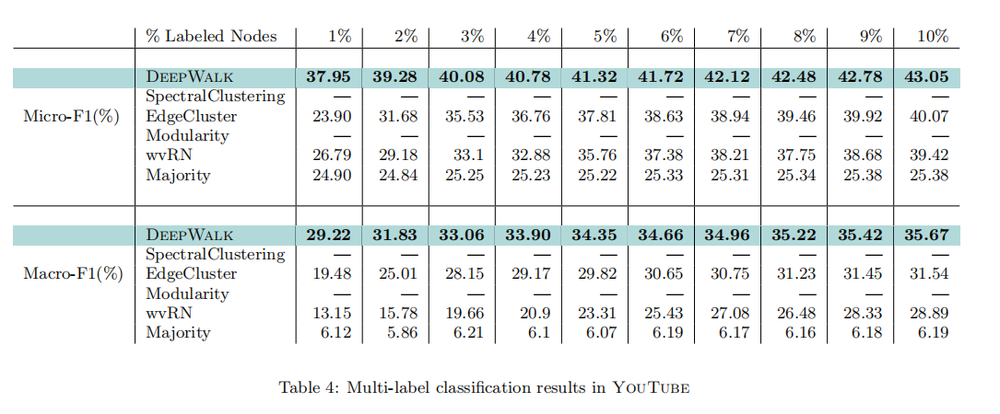 % Labeled Nodes 1% 2% 3% 4% 5% 6% 7% 8% 9% 10%
DEEPWALK 37.95 39.28 40.08 40.78 41.32 41.72 42.12 42.48 42.78 43.05
SpectralClustering — — — — — — — — — —
Micro-F1(%) EdgeCluster 23.90 31.68 35.53 36.76 37.81 38.63 38.94 39.46 39.92 40.07
Modularity — — — — — — — — — —
wvRN 26.79 29.18 33.1 32.88 35.76 37.38 38.21 37.75 38.68 39.42
Majority 24.90 24.84 25.25 25.23 25.22 25.33 25.31 25.34 25.38 25.38
DEEPWALK 29.22 31.83 33.06 33.90 34.35 34.66 34.96 35.22 35.42 35.67
SpectralClustering — — — — — — — — — —
Macro-F1(%) EdgeCluster 19.48 25.01 28.15 29.17 29.82 30.65 30.75 31.23 31.45 31.54
Modularity — — — — — — — — — —
wvRN 13.15 15.78 19.66 20.9 23.31 25.43 27.08 26.48 28.33 28.89
Majority 6.12 5.86 6.21 6.1 6.07 6.19 6.17 6.16 6.18 6.19
Table 4: Multi-label classification results in YOUTUBE